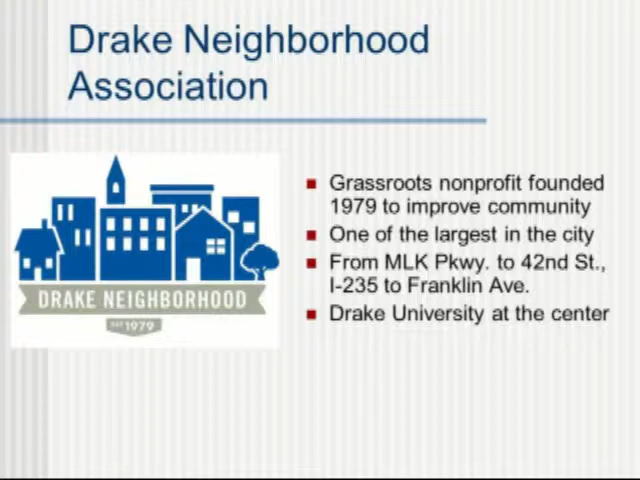 Drake Neighborhood
Association
Grassroots nonprofit founded
1979 to improve community
One of the largest in the city
From MLK Pkwy. to 42nd St.,
I-235 to Franklin Ave.
Drake University at the center
DRAKE NEIGHBORHOOD
EST 1979